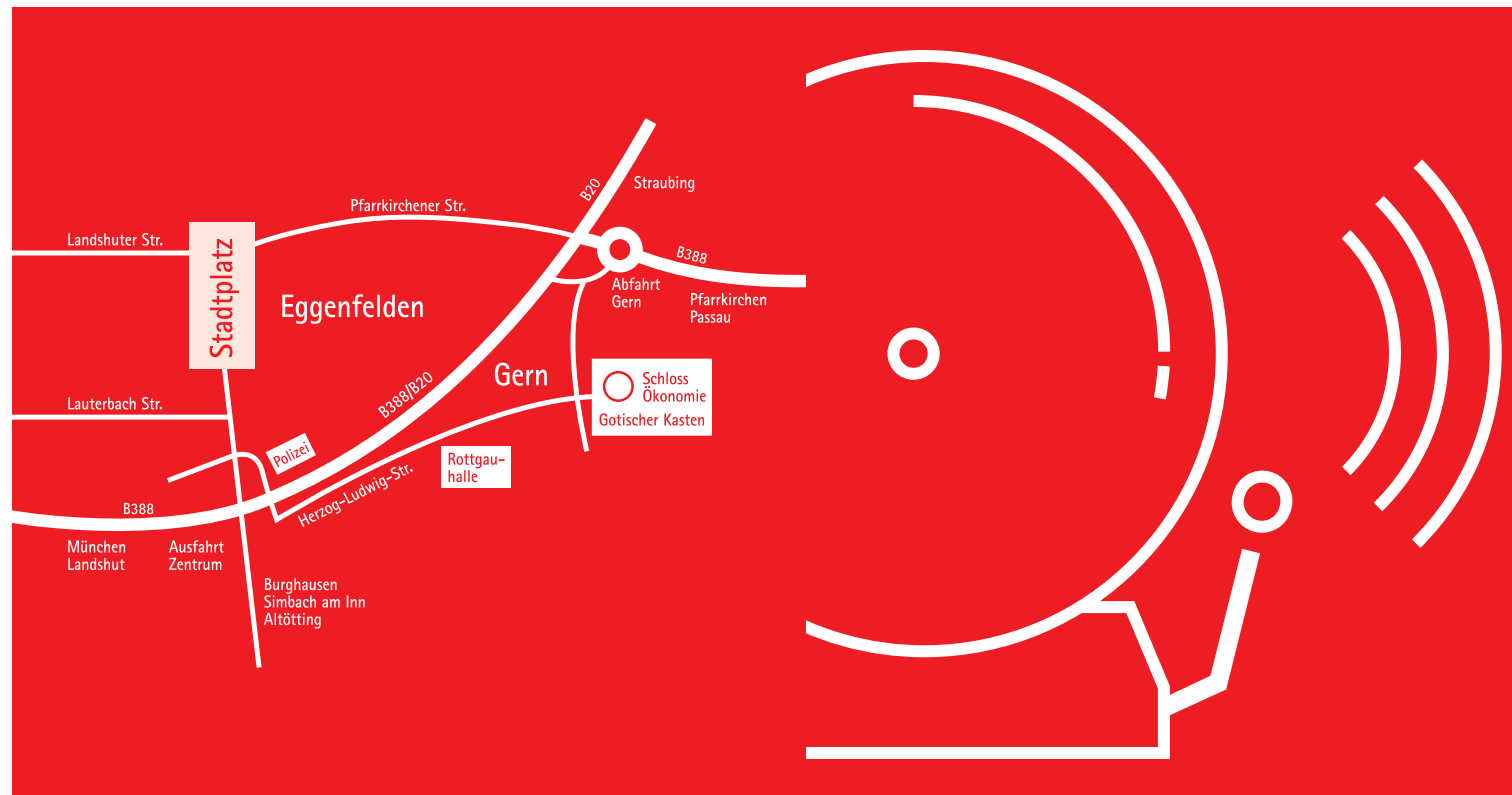 B20
Straubing
Pfarrkirchener Str.
Landshuter Str.
Stadtplatz
B388
Abfahrt
Gern
Pfarrkirchen
Passau
Eggenfelden
Gern
B388/B20
Schloss
Ökonomie
Gotischer Kasten
Lauterbach Str.
Polizei
Rottgau-
halle
Herzog-Ludwig-Str.
B388
München
Landshut
Ausfahrt
Zentrum
Burghausen
Simbach am Inn
Altötting